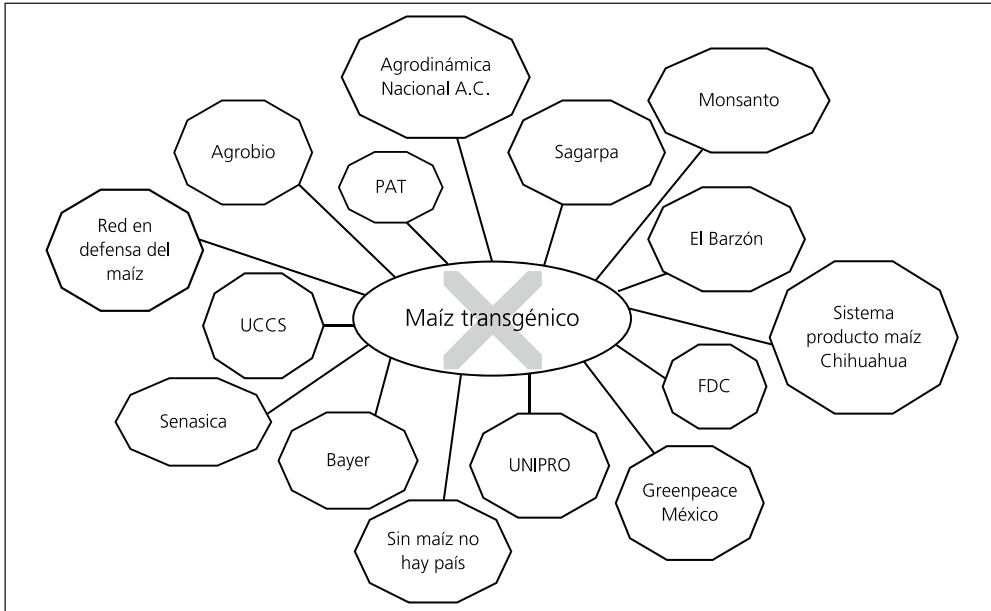 Agrodinámica
Nacional A.C.
Monsanto
Agrobio
Sagarpa
PAT
Red en
defensa del
maíz
El Barzón
UCCS
Maíz transgénico
Sistema
producto maíz
Chihuahua
FDC
Senasica
Bayer
UNIPRO
Greenpeace
México
Sin maíz no
hay país